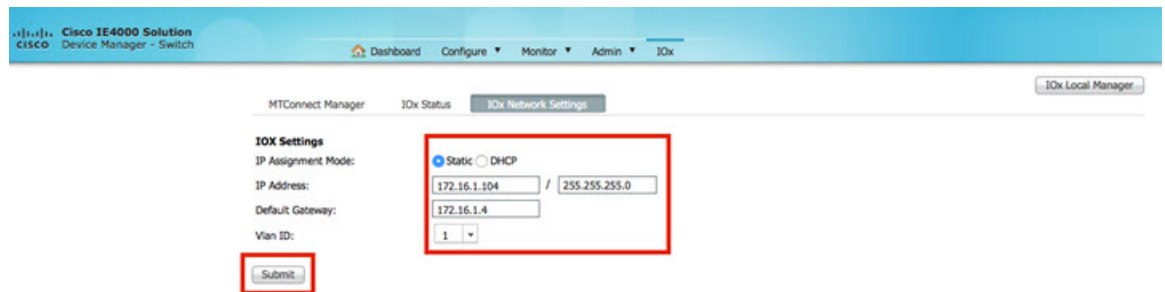 Cisco IE4000 Solution
CISCO Device Manager - Switch
Dashboard Configure Monitor Admin IOx
IOx Local Manager
MTConnect Manager IOx Status IOx Network Settings
IOX Settings
IP Assignment Mode: Static DHCP
IP Address: 172.16.1.104 / 255.255.255.0
Default Gateway: 172.16.1.4
Vlan ID: 1
Submit